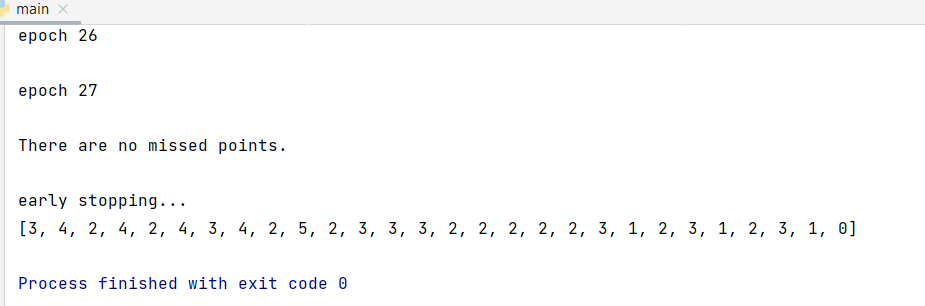 main
epoch 26
epoch 27
There are no missed points.
early stopping...
[3, 4, 2, 4, 2, 4, 3, 4, 2, 5, 2, 3, 3, 3, 2, 2, 2, 2, 2, 3, 1, 2, 3, 1, 2, 3, 1, 0]
Process finished with exit code 0